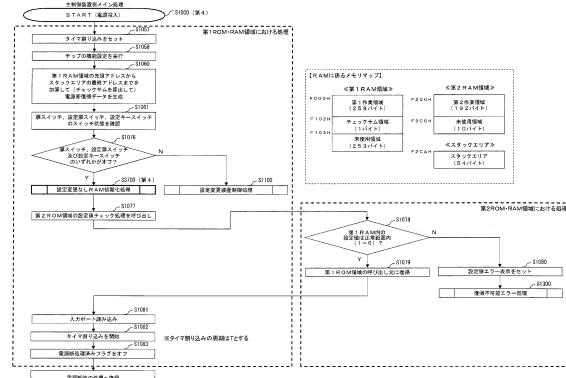 主制御装置側メイン処理
START（電源投入）
S1000（第４）
第１ROM・RAM領域における処理
S1057
タイマ割り込みをセット
S1058
チップの機能設定を実行
S1060
第１RAM領域の先頭アドレスから
スタックエリアの最終アドレスまでを
加算して（チェックサムを算出して）
電源断復帰データを生成
S1061
扉スイッチ、設定扉スイッチ、設定キースイッチ
のスイッチ状態を確認
S1076
扉スイッチ、設定扉スイッチ
及び設定キースイッチ
のいずれかがオフ？
N
Y
S3700（第４）
設定変更なしRAM初期化処理
S1100
設定変更装置制御処理
S1077
第２ROM領域の設定値チェック処理を呼び出し
【RAMに係るメモリマップ】
≪第１RAM領域≫
F000H
第１作業領域
（258バイト）
F102H
チェックサム領域
（1バイト）
F103H
未使用領域
（253バイト）
≪第２RAM領域≫
F200H
第２作業領域
（192バイト）
F2C0H
未使用領域
（10バイト）
≪スタックエリア≫
F2CAH
スタックエリア
（54バイト）
第２ROM・RAM領域における処理
S1078
第１RAM内の
設定値は正常範囲内
（１～６）？
N
Y
S1079
第１ROM領域の呼び出し元に復帰
S1080
設定値エラー表示をセット
S1300
復帰不可能エラー処理
S1081
入力ポート読み込み
S1082
タイマ割り込みを開始
※タイマ割り込みの周期はTとする
S1083
電源断処理済みフラグをオフ